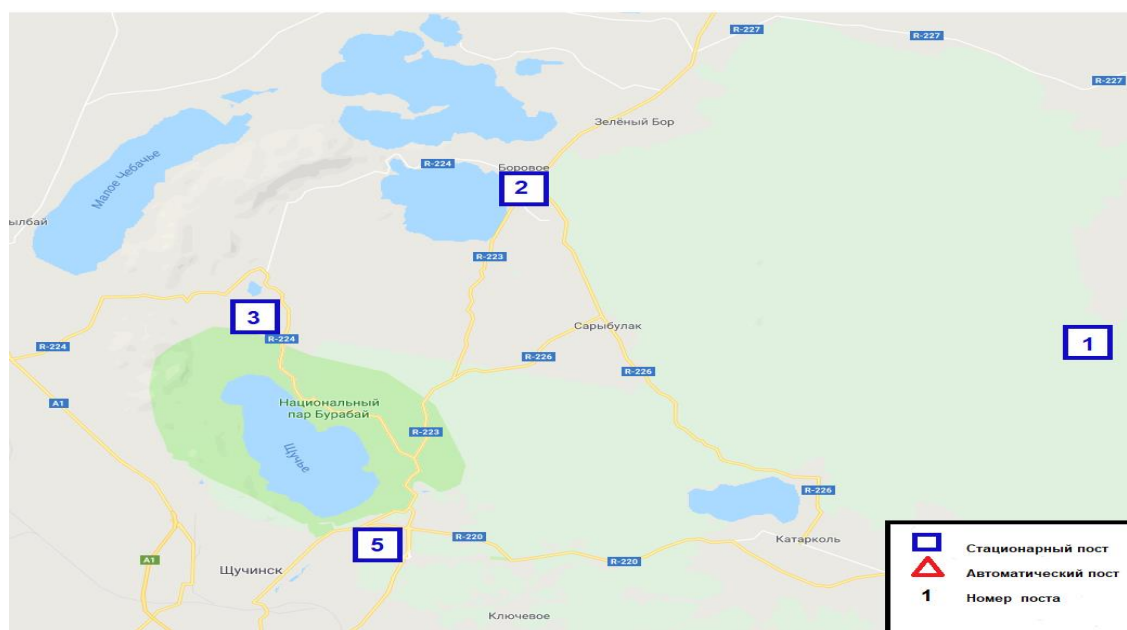 R-227
R-227
R-227
Зелёный Бор
R-224
Боровое
2
Малое Чебачье
ылбай
R-223
3
R-224
Сарыбулак
1
R-224
R-226
R-226
A1
Национальный
пар Бурабай
R-223
Щучье
R-226
5
R-220
Катарколь
A1
Щучинск
R-220
Ключевое
Стационарный пост
Автоматический пост
1 Номер поста